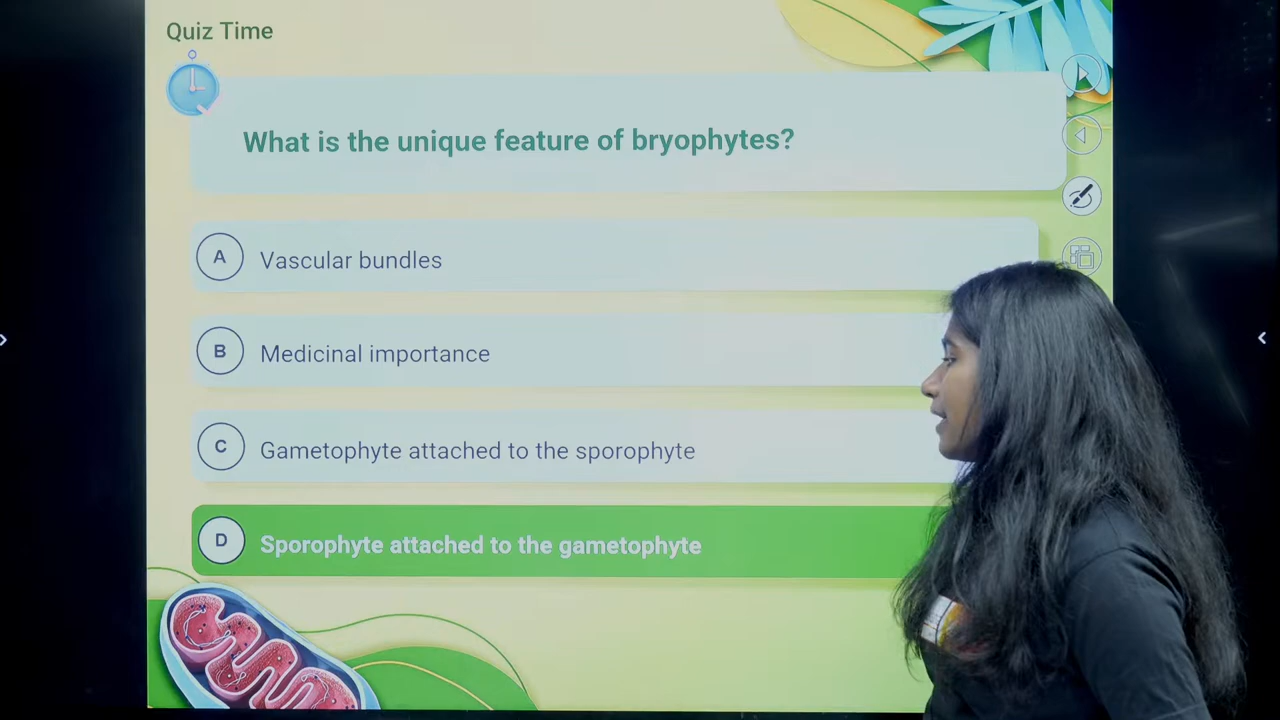 Quiz Time
What is the unique feature of bryophytes?
A Vascular bundles
B Medicinal importance
C Gametophyte attached to the sporophyte
D Sporophyte attached to the gametophyte